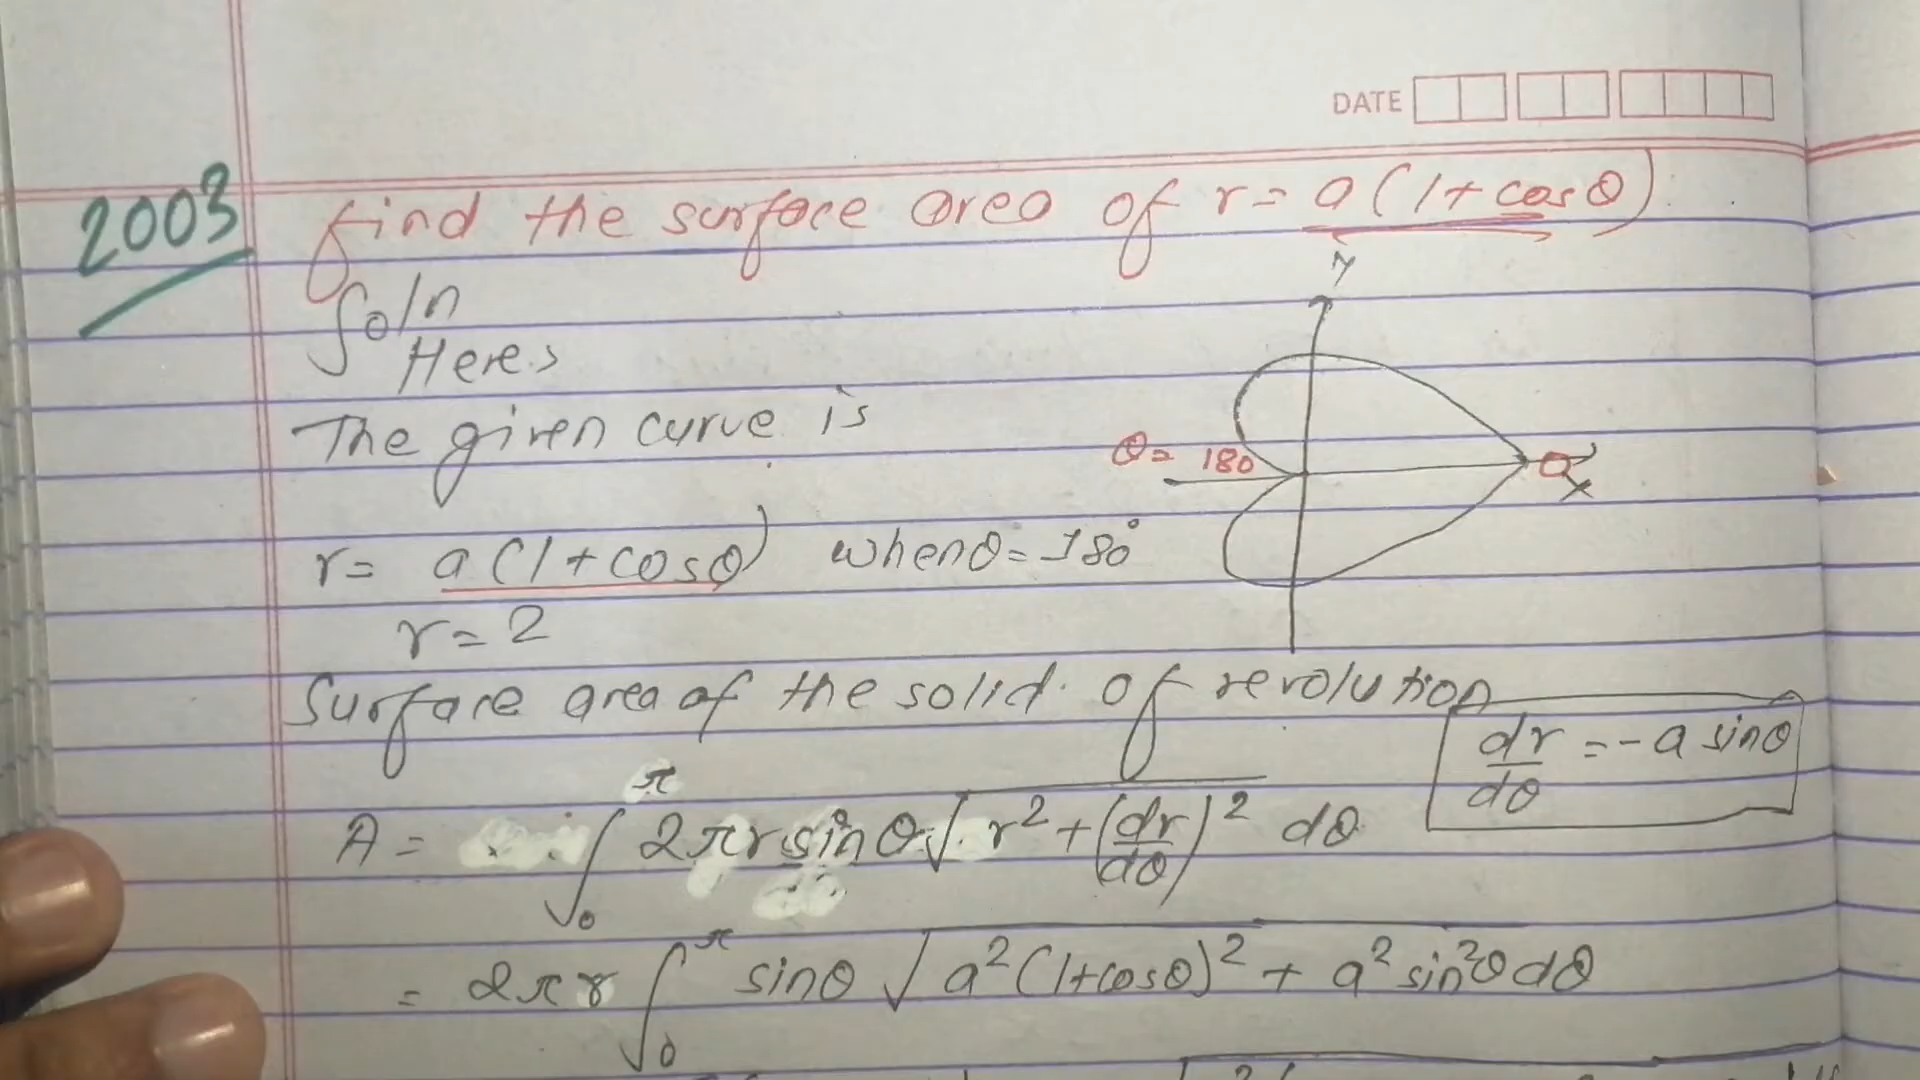 DATE
2003
find the surface area of r = a(1+cosθ)
Soln
Here,
y
The given curve is
θ = 180
0
x
r = a(1+cosθ) when θ = 180°
r = 2
Surface area of the solid of revolution
dr/dθ = -a sinθ
A = ∫₀^π 2πr sinθ √(r² + (dr/dθ)²) dθ
= 2πr ∫₀^π sinθ √(a²(1+cosθ)² + a² sin²θ) dθ